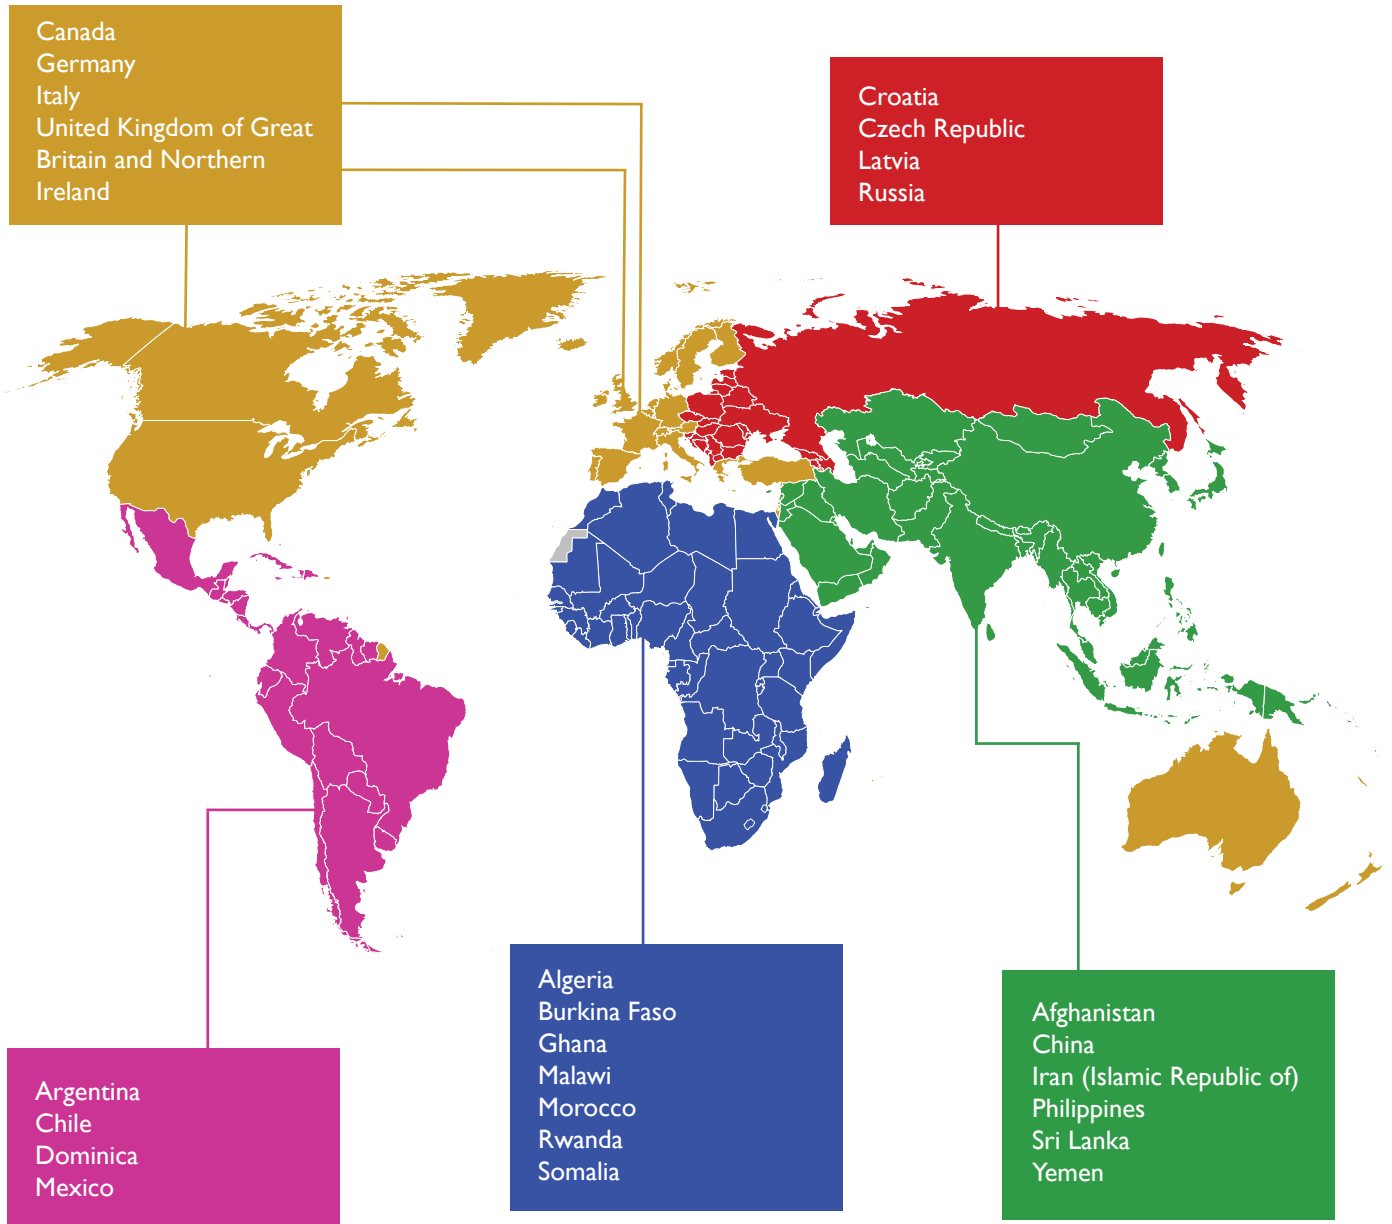 Canada
Germany
Italy
United Kingdom of Great
Britain and Northern
Ireland
Croatia
Czech Republic
Latvia
Russia
Argentina
Chile
Dominica
Mexico
Algeria
Burkina Faso
Ghana
Malawi
Morocco
Rwanda
Somalia
Afghanistan
China
Iran (Islamic Republic of)
Philippines
Sri Lanka
Yemen